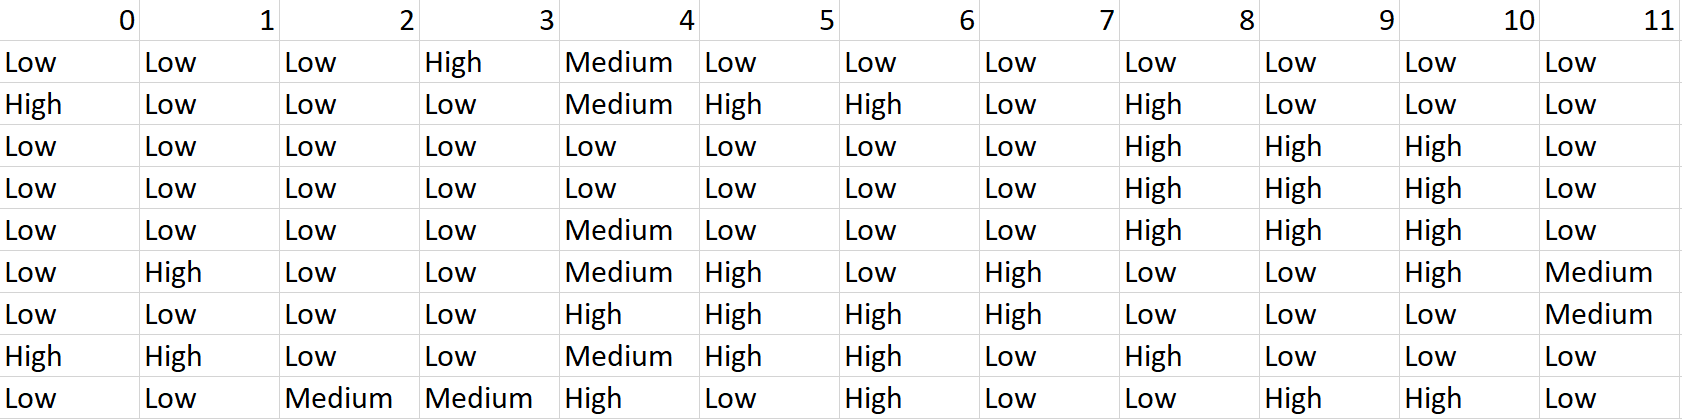 0 1 2 3 4 5 6 7 8 9 10 11
Low Low Low High Medium Low Low Low Low Low Low Low
High Low Low Low Medium High High Low High Low Low Low
Low Low Low Low Low Low Low Low High High High Low
Low Low Low Low Low Low Low Low High High High Low
Low Low Low Low Medium Low Low Low High High High Low
Low High Low Low Medium High Low High Low Low High Medium
Low Low Low Low High High High High Low Low Low Medium
High High Low Low Medium High High Low High Low Low Low
Low Low Medium Medium High Low High Low Low High High Low